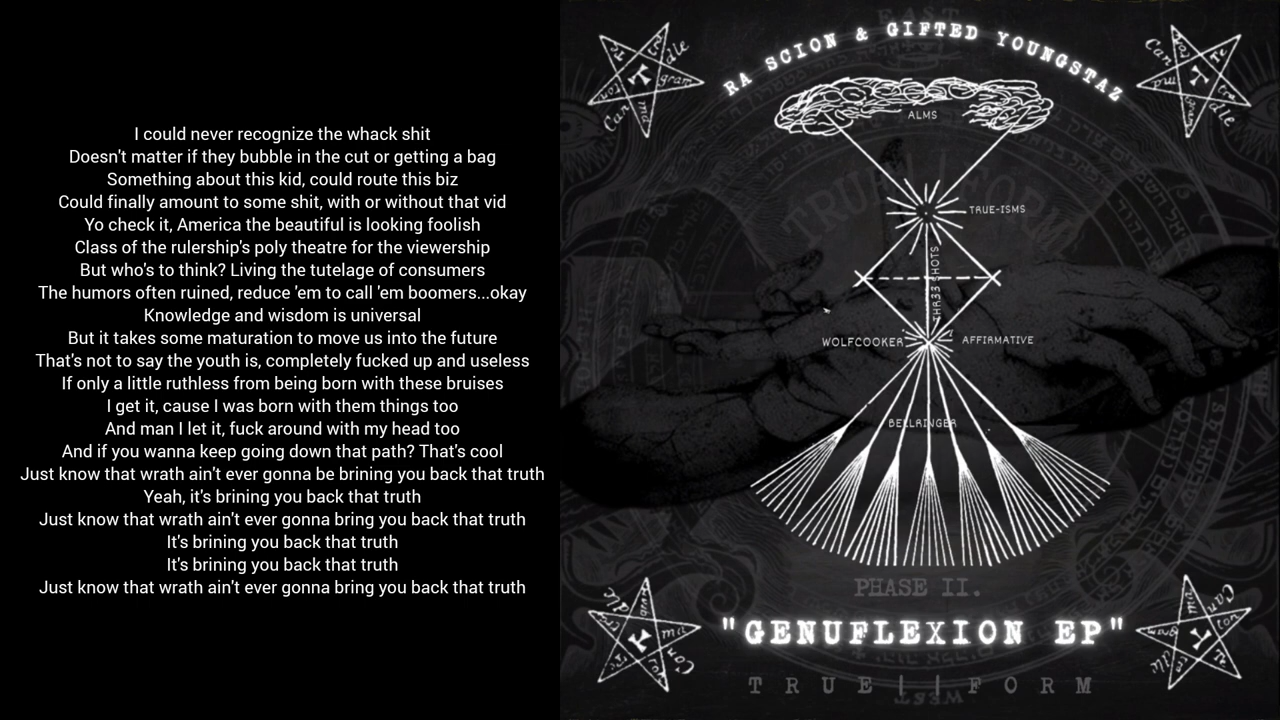 I could never recognize the whack shit
Doesn't matter if they bubble in the cut or getting a bag
Something about this kid, could route this biz
Could finally amount to some shit, with or without that vid
Yo check it, America the beautiful is looking foolish
Class of the rulership's poly theatre for the viewership
But who's to think? Living the tutelage of consumers
The humors often ruined, reduce 'em to call 'em boomers...okay
Knowledge and wisdom is universal
But it takes some maturation to move us into the future
That's not to say the youth is, completely fucked up and useless
If only a little ruthless from being born with these bruises
I get it, cause I was born with them things too
And man I let it, fuck around with my head too
And if you wanna keep going down that path? That's cool
Just know that wrath ain't ever gonna be brining you back that truth
Yeah, it's brining you back that truth
Just know that wrath ain't ever gonna bring you back that truth
It's brining you back that truth
It's brining you back that truth
Just know that wrath ain't ever gonna bring you back that truth
EAST
RA SCION & GIFTED YOUNGSTAZ
ALMS
TRUE||FORM
TRUE-ISMS
THR33 SHOTS
WOLFCOOKER
AFFIRMATIVE
BELLRINGER
PHASE II.
"GENUFLEXION EP"
TRUE||FORM
WEST